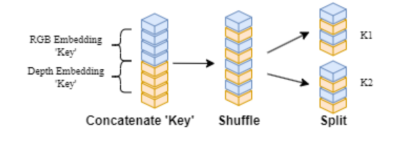 RGB Embedding
'Key'
Depth Embedding
'Key'
K1
K2
Concatenate 'Key'
Shuffle
Split